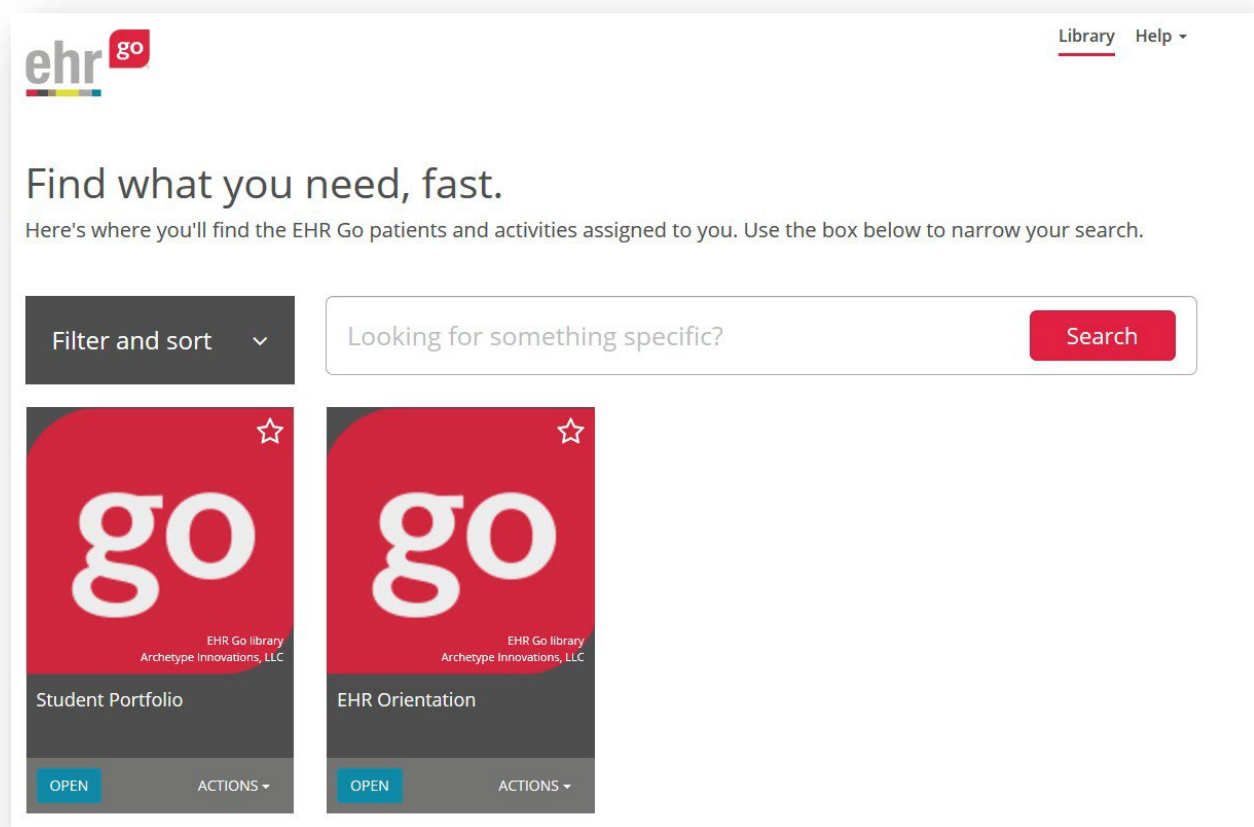 ehr go
Library Help
Find what you need, fast.
Here's where you'll find the EHR Go patients and activities assigned to you. Use the box below to narrow your search.
Filter and sort
Looking for something specific?
Search
go
EHR Go library
Archetype Innovations, LLC
Student Portfolio
OPEN
ACTIONS
go
EHR Go library
Archetype Innovations, LLC
EHR Orientation
OPEN
ACTIONS